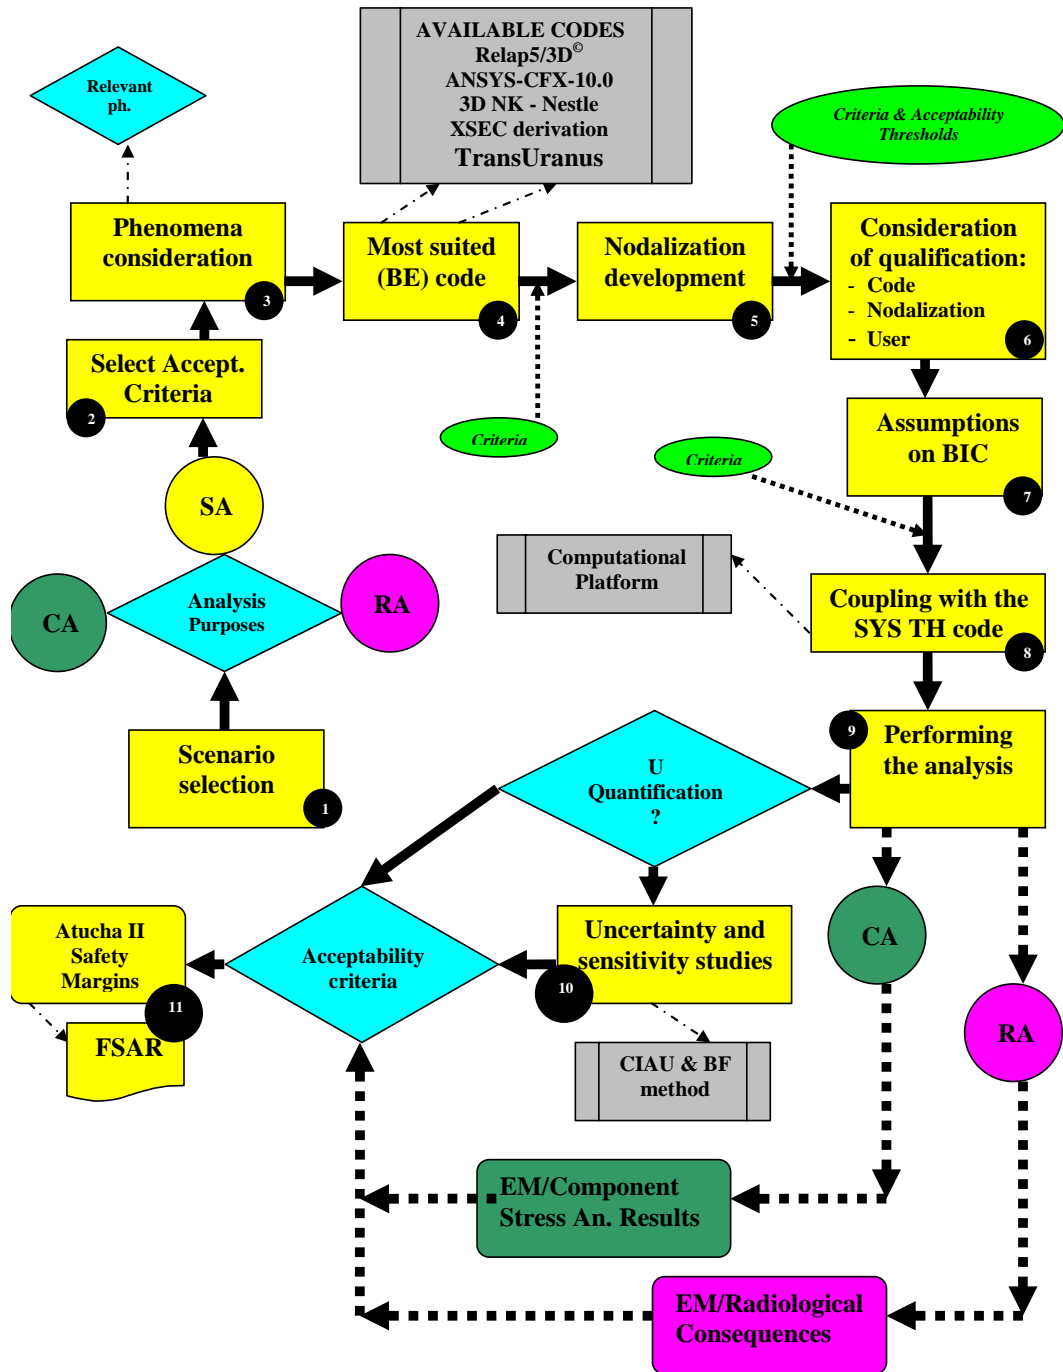 AVAILABLE CODES
Relap5/3D©
ANSYS-CFX-10.0
3D NK - Nestle
XSEC derivation
TransUranus
Relevant
ph.
Criteria & Acceptability
Thresholds
Phenomena
consideration
3
Most suited
(BE) code
4
Nodalization
development
5
Consideration
of qualification:
- Code
- Nodalization
- User
6
Select Accept.
Criteria
2
Criteria
Criteria
Assumptions
on BIC
7
SA
CA
Analysis
Purposes
RA
Computational
Platform
Coupling with the
SYS TH code
8
Scenario
selection
1
U
Quantification
?
9
Performing
the analysis
Atucha II
Safety
Margins
11
FSAR
Acceptability
criteria
Uncertainty and
sensitivity studies
10
CA
RA
CIAU & BF
method
EM/Component
Stress An. Results
EM/Radiological
Consequences